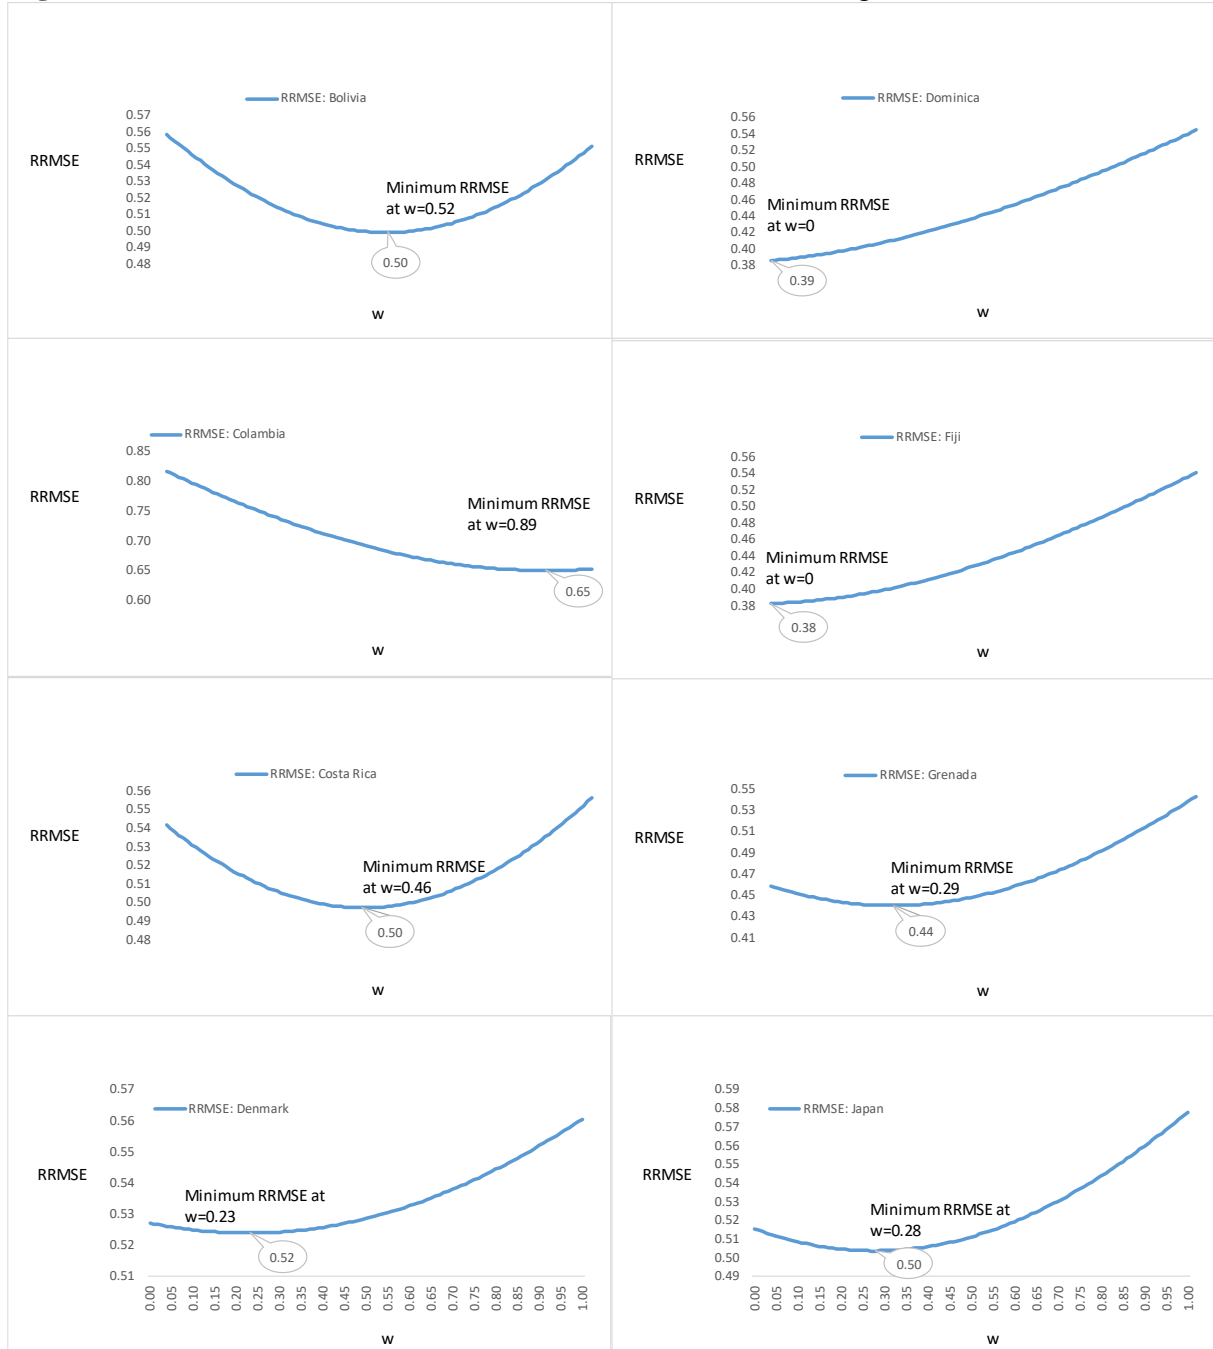 RRMSE: Bolivia
0.57
0.56
0.55
0.54
0.53
0.52
0.51
0.50
0.49
0.48
RRMSE
Minimum RRMSE
at w=0.52
0.50
w
RRMSE: Dominica
0.56
0.54
0.52
0.50
0.48
0.46
0.44
0.42
0.40
0.38
RRMSE
Minimum RRMSE
at w=0
0.39
w
RRMSE: Colambia
0.85
0.80
0.75
0.70
0.65
0.60
RRMSE
Minimum RRMSE
at w=0.89
0.65
w
RRMSE: Fiji
0.56
0.54
0.52
0.50
0.48
0.46
0.44
0.42
0.40
0.38
RRMSE
Minimum RRMSE
at w=0
0.38
w
RRMSE: Costa Rica
0.56
0.55
0.54
0.53
0.52
0.51
0.50
0.49
0.48
RRMSE
Minimum RRMSE
at w=0.46
0.50
w
RRMSE: Grenada
0.55
0.53
0.51
0.49
0.47
0.45
0.43
0.41
RRMSE
Minimum RRMSE
at w=0.29
0.44
w
RRMSE: Denmark
0.57
0.56
0.55
0.54
0.53
0.52
0.51
RRMSE
Minimum RRMSE at
w=0.23
0.52
0.00 0.05 0.10 0.15 0.20 0.25 0.30 0.35 0.40 0.45 0.50 0.55 0.60 0.65 0.70 0.75 0.80 0.85 0.90 0.95 1.00
w
RRMSE: Japan
0.59
0.58
0.57
0.56
0.55
0.54
0.53
0.52
0.51
0.50
0.49
RRMSE
Minimum RRMSE at
w=0.28
0.50
0.00 0.05 0.10 0.15 0.20 0.25 0.30 0.35 0.40 0.45 0.50 0.55 0.60 0.65 0.70 0.75 0.80 0.85 0.90 0.95 1.00
w